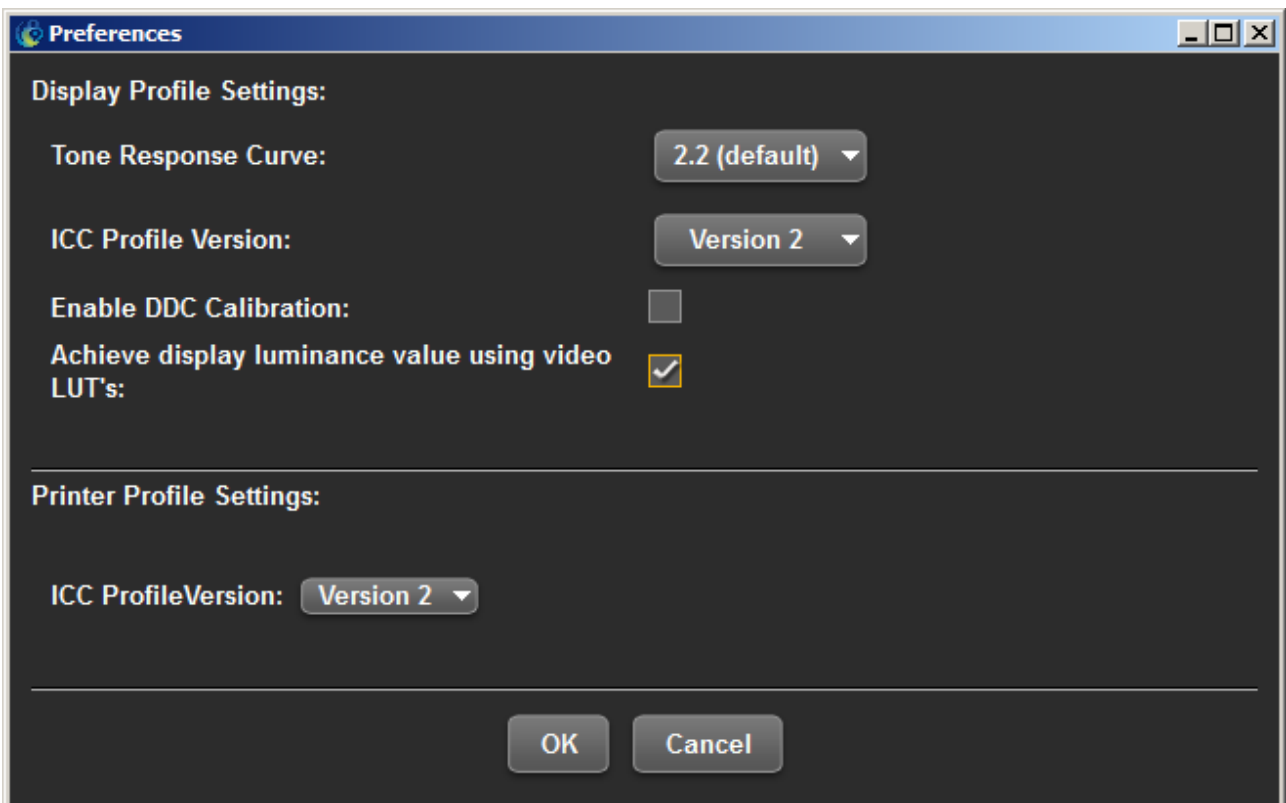 Preferences
Display Profile Settings:
Tone Response Curve: 2.2 (default)
ICC Profile Version: Version 2
Enable DDC Calibration:
Achieve display luminance value using video
LUT's:
Printer Profile Settings:
ICC ProfileVersion: Version 2
OK Cancel